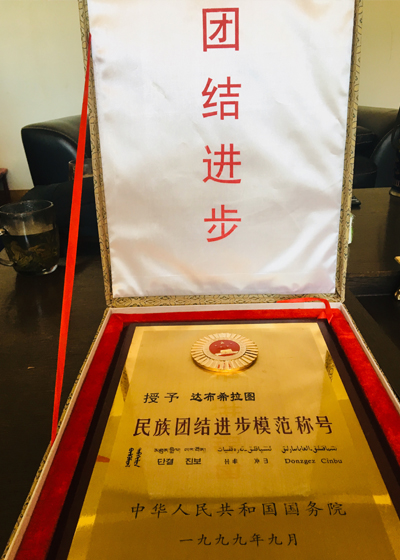 团结进步
授予 达布希拉图
民族团结进步模范称号
단결 진보
Donzgez Cinbu
中华人民共和国国务院
一九九九年九月